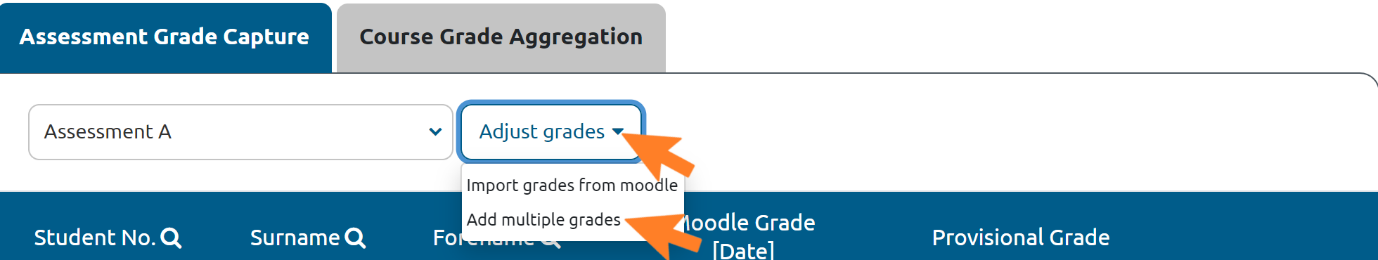 Assessment Grade Capture
Course Grade Aggregation
Assessment A
Adjust grades
Import grades from moodle
Add multiple grades
Student No.
Surname
Forename
Moodle Grade
[Date]
Provisional Grade